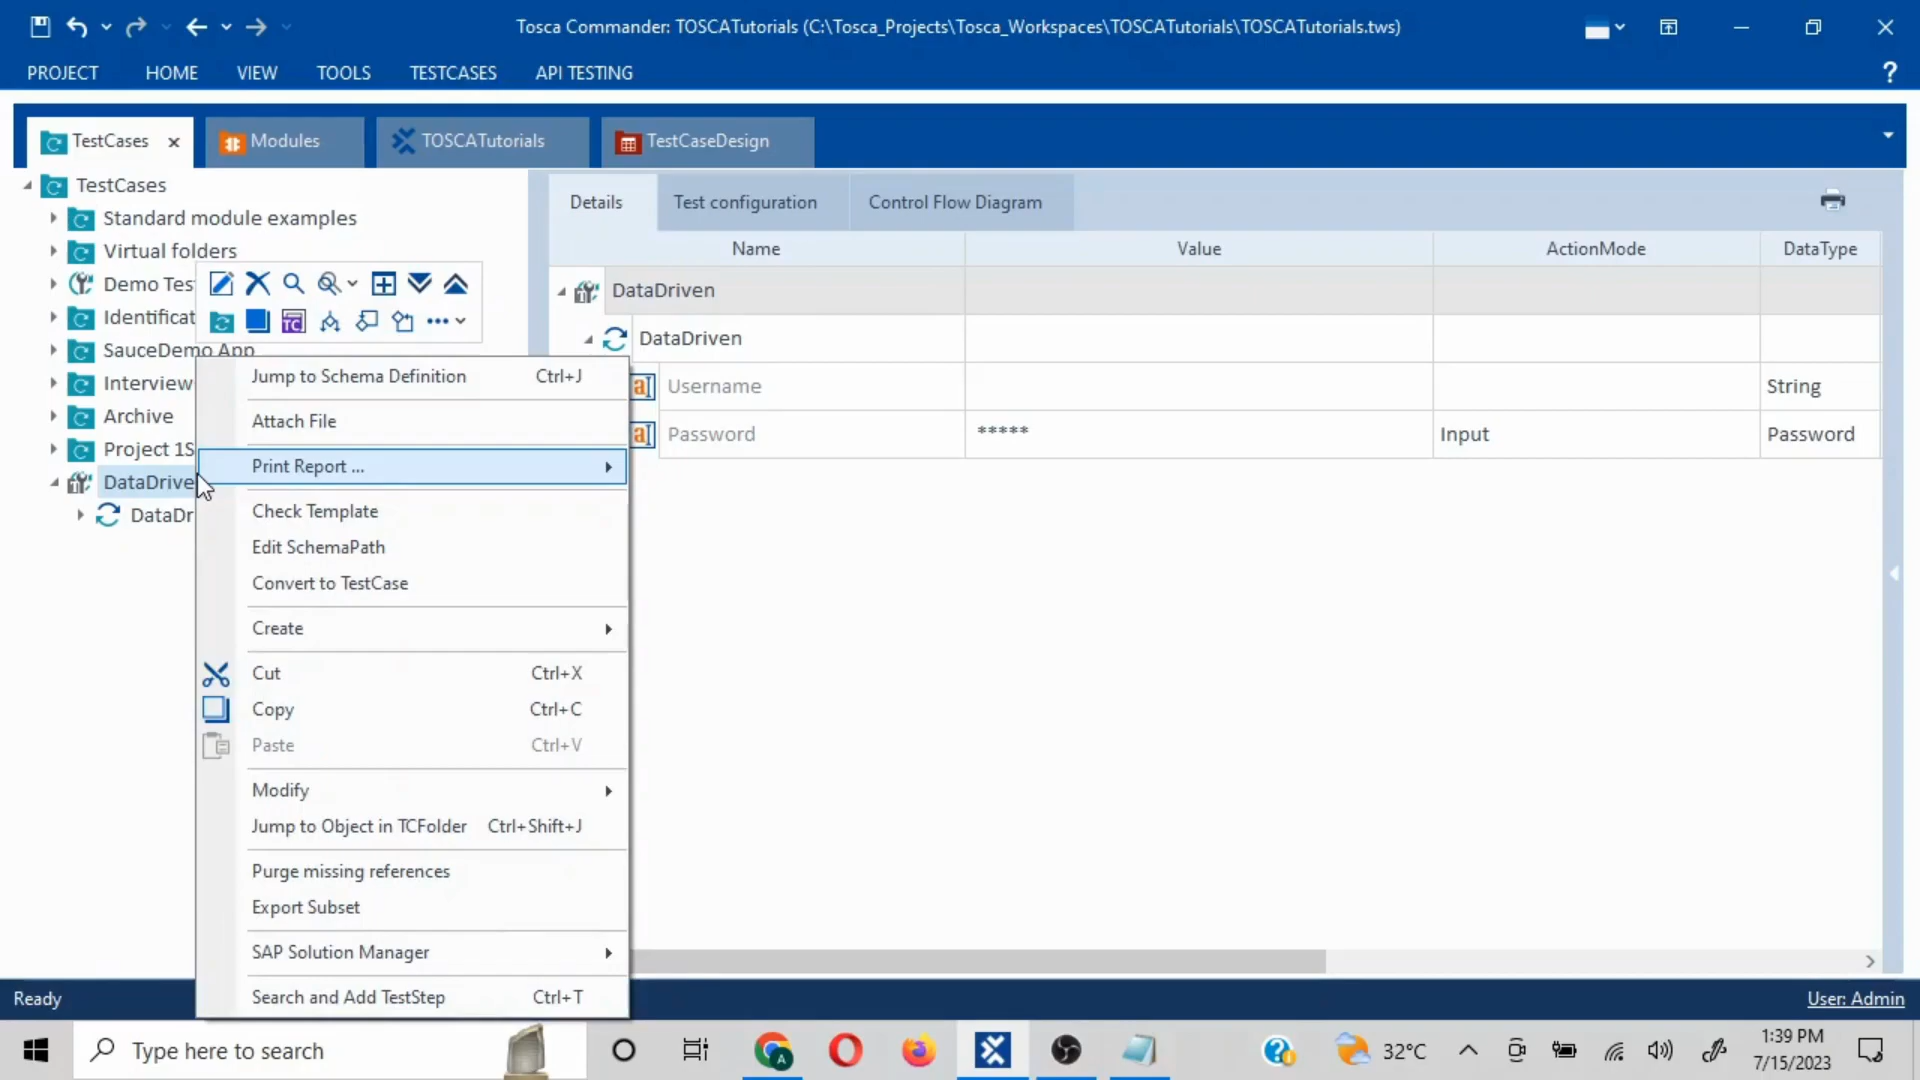 Tosca Commander: TOSCATutorials (C:\Tosca_Projects\Tosca_Workspaces\TOSCATutorials\TOSCATutorials.tws)
PROJECT HOME VIEW TOOLS TESTCASES API TESTING
?
TestCases Modules TOSCATutorials TestCaseDesign
TestCases
Standard module examples
Virtual folders
Demo Tes
Identificat
SauceDemo App
Interview
Archive
Project 1S
DataDrive
DataDr
TC
Jump to Schema Definition Ctrl+J
Attach File
Print Report ...
Check Template
Edit SchemaPath
Convert to TestCase
Create
Cut Ctrl+X
Copy Ctrl+C
Paste Ctrl+V
Modify
Jump to Object in TCFolder Ctrl+Shift+J
Purge missing references
Export Subset
SAP Solution Manager
Search and Add TestStep Ctrl+T
Details Test configuration Control Flow Diagram
Name Value ActionMode DataType
DataDriven
DataDriven
a Username String
a Password ***** Input Password
Ready User: Admin
Type here to search
A
32°C
1:39 PM
7/15/2023